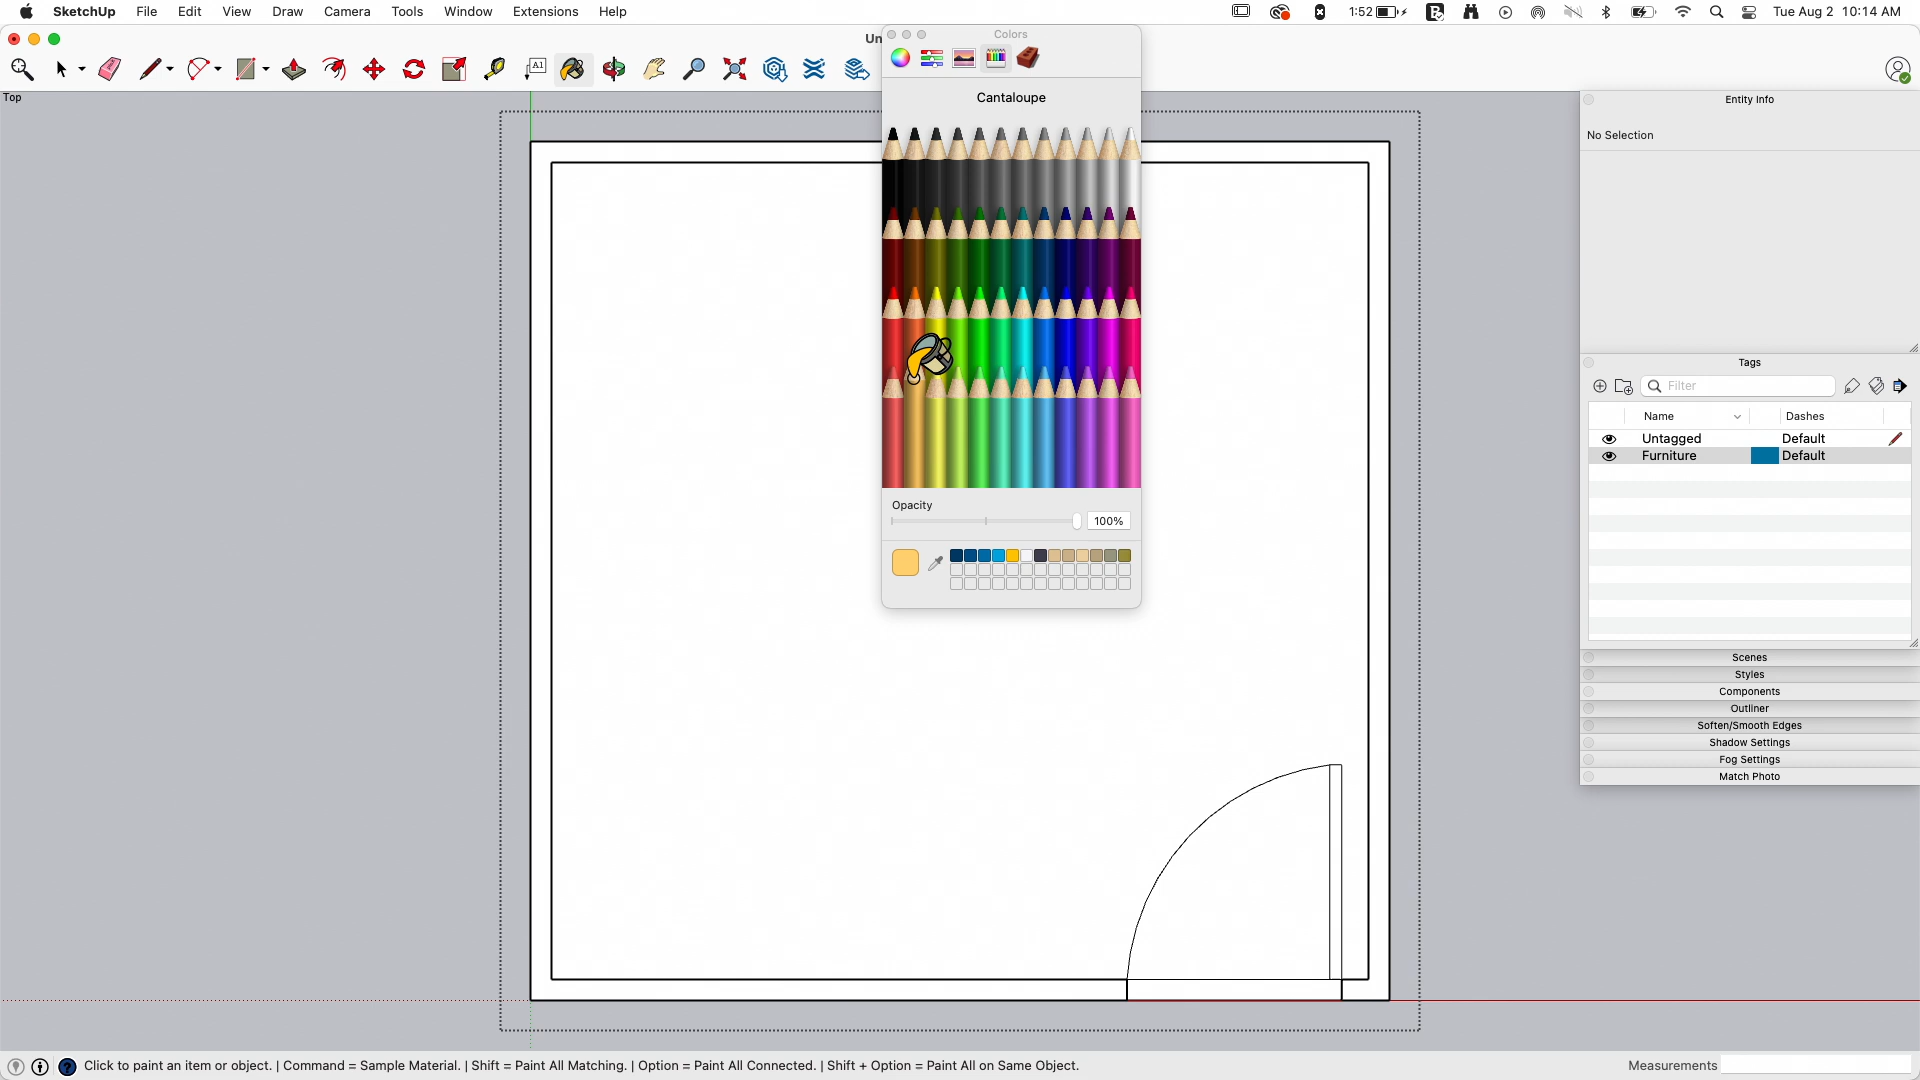 SketchUp File Edit View Draw Camera Tools Window Extensions Help
1:52
Tue Aug 2 10:14 AM
Un
Colors
A1
Top
Cantaloupe
Opacity
100%
Entity Info
No Selection
Tags
Filter
Name Dashes
Untagged Default
Furniture Default
Scenes
Styles
Components
Outliner
Soften/Smooth Edges
Shadow Settings
Fog Settings
Match Photo
Click to paint an item or object. | Command = Sample Material. | Shift = Paint All Matching. | Option = Paint All Connected. | Shift + Option = Paint All on Same Object.
Measurements